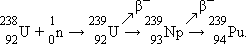 ²³⁸₉₂U + ¹₀n → ²³⁹₉₂U ↗β⁻ → ²³⁹₉₃Np ↗β⁻ → ²³⁹₉₄Pu.